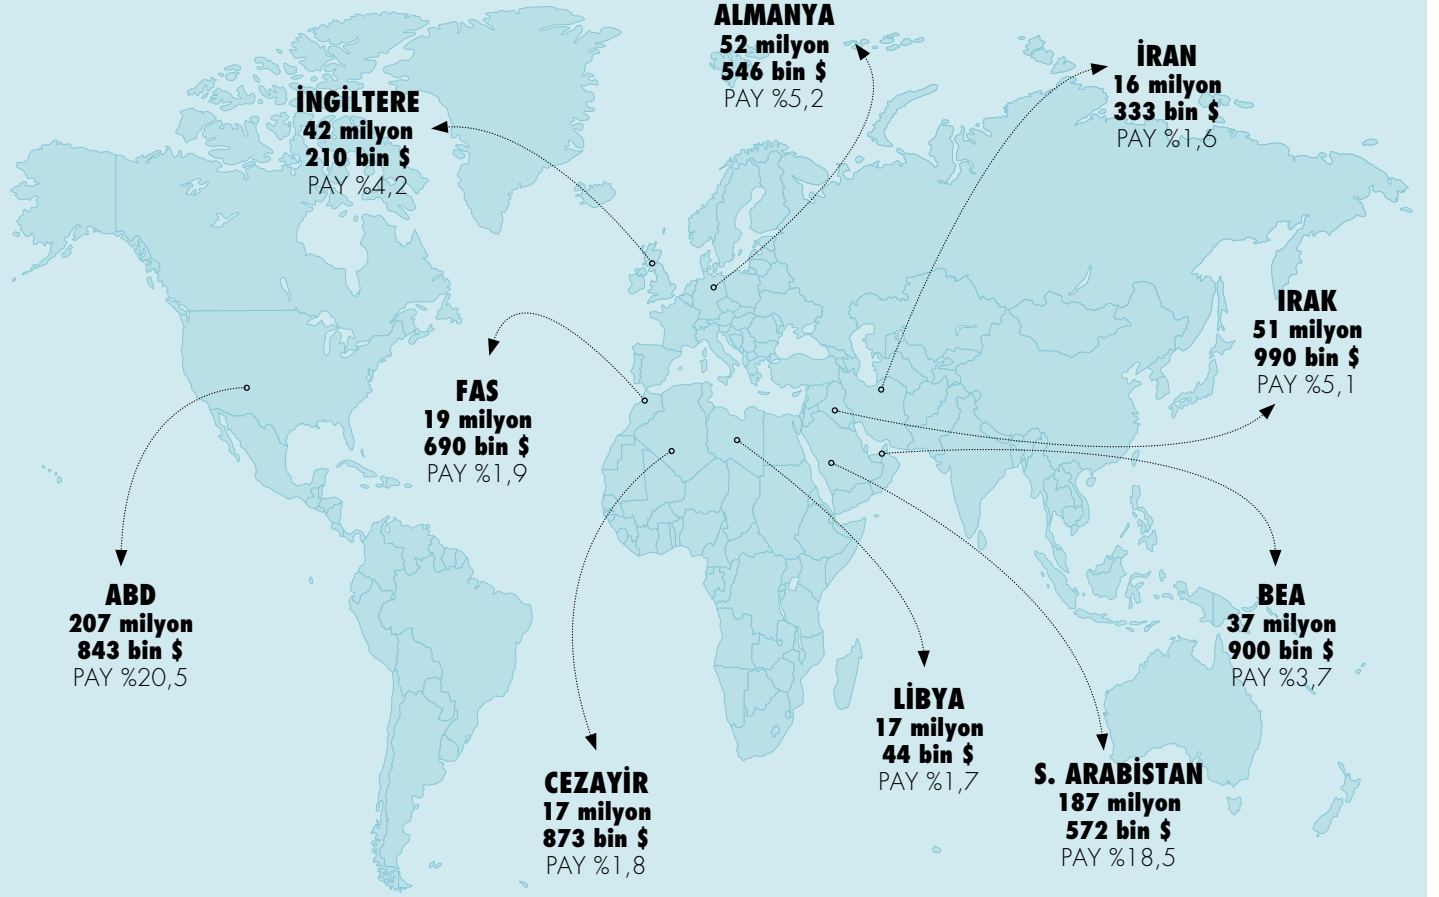 ALMANYA
52 milyon
546 bin $
PAY %5,2
İRAN
16 milyon
333 bin $
PAY %1,6
İNGİLTERE
42 milyon
210 bin $
PAY %4,2
IRAK
51 milyon
990 bin $
PAY %5,1
FAS
19 milyon
690 bin $
PAY %1,9
ABD
207 milyon
843 bin $
PAY %20,5
BEA
37 milyon
900 bin $
PAY %3,7
LİBYA
17 milyon
44 bin $
PAY %1,7
CEZAYİR
17 milyon
873 bin $
PAY %1,8
S. ARABİSTAN
187 milyon
572 bin $
PAY %18,5